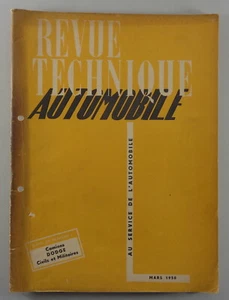 REVUE
TECHNIQUE
AUTOMOBILE
AU SERVICE DE L'AUTOMOBILE
Camions
DODGE
Civils et Militaires
MARS 1950